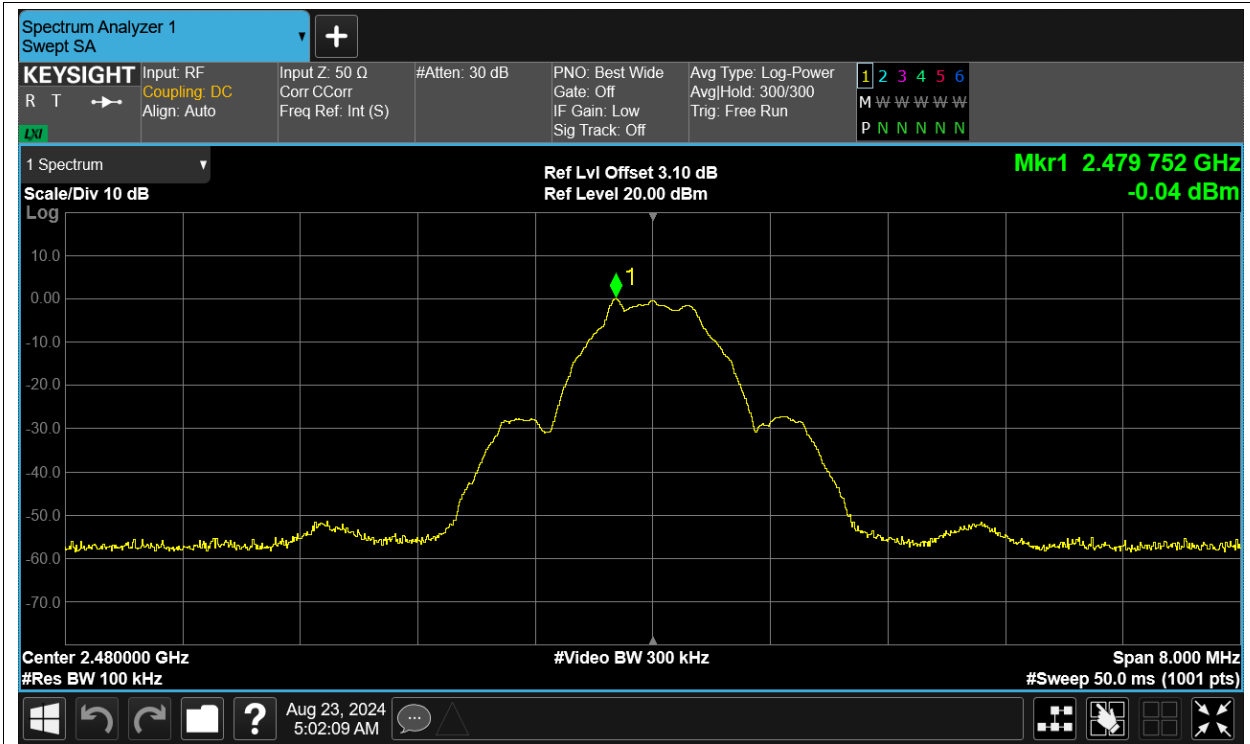 Spectrum Analyzer 1
Swept SA
+
KEYSIGHT
R T
LXI
Input: RF
Coupling: DC
Align: Auto
Input Z: 50 Ω
Corr CCorr
Freq Ref: Int (S)
#Atten: 30 dB
PNO: Best Wide
Gate: Off
IF Gain: Low
Sig Track: Off
Avg Type: Log-Power
Avg|Hold: 300/300
Trig: Free Run
1 2 3 4 5 6
M W W W W W
P N N N N N
1 Spectrum
Scale/Div 10 dB
Log
Ref Lvl Offset 3.10 dB
Ref Level 20.00 dBm
Mkr1 2.479 752 GHz
-0.04 dBm
1
10.0
0.00
-10.0
-20.0
-30.0
-40.0
-50.0
-60.0
-70.0
Center 2.480000 GHz
#Res BW 100 kHz
#Video BW 300 kHz
Span 8.000 MHz
#Sweep 50.0 ms (1001 pts)
?
Aug 23, 2024
5:02:09 AM